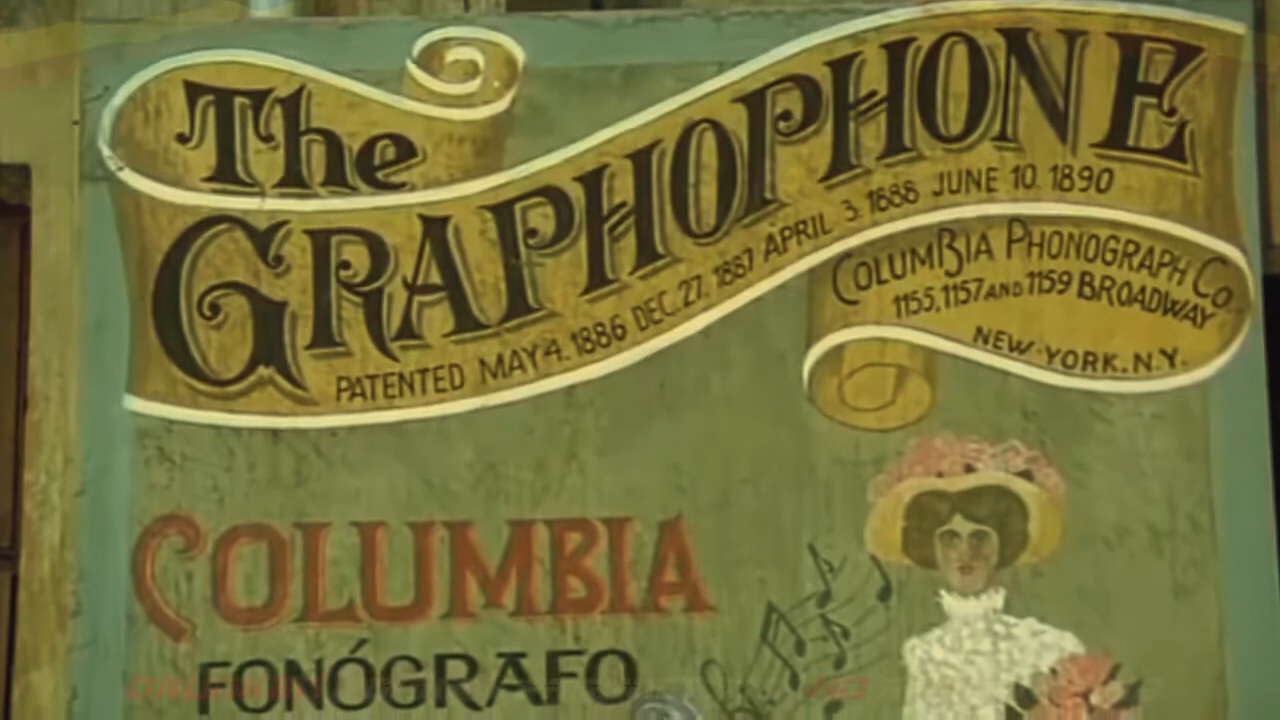 The
GRAPHOPHONE
PATENTED MAY 4. 1886 DEC. 27. 1887 APRIL 3. 1888 JUNE 10. 1890
COLUMBIA PHONOGRAPH Co.
1155, 1157 AND 1159 BROADWAY
NEW-YORK. N.Y.
COLUMBIA
FONÓGRAFO
NO